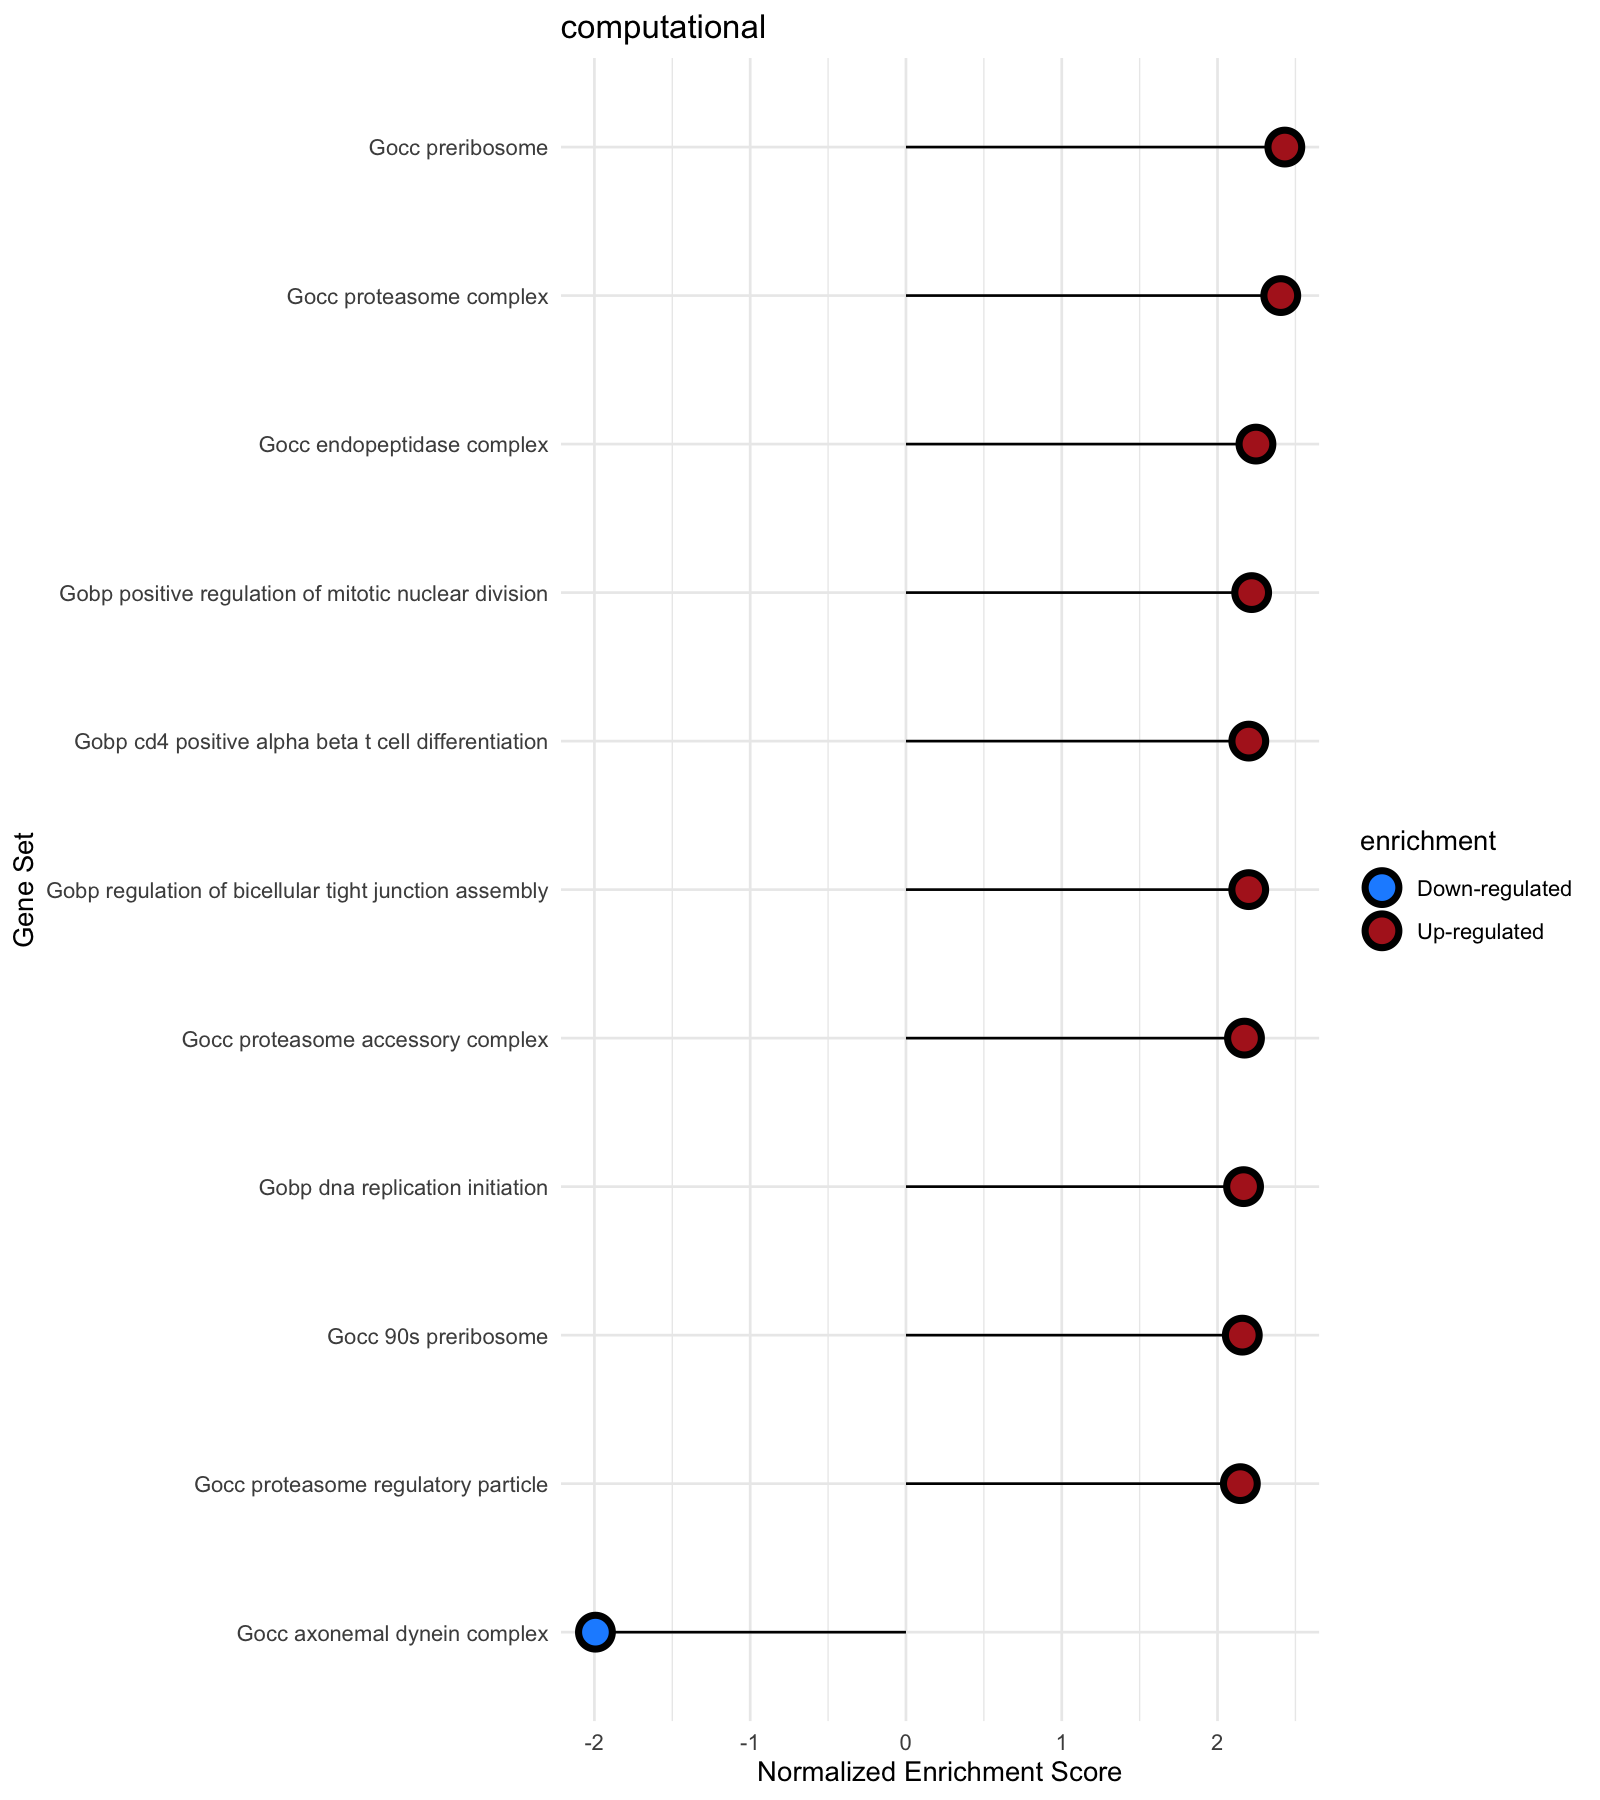 computational
Gocc preribosome
Gocc proteasome complex
Gocc endopeptidase complex
Gobp positive regulation of mitotic nuclear division
Gobp cd4 positive alpha beta t cell differentiation
Gobp regulation of bicellular tight junction assembly
Gocc proteasome accessory complex
Gobp dna replication initiation
Gocc 90s preribosome
Gocc proteasome regulatory particle
Gocc axonemal dynein complex
Gene Set
-2 -1 0 1 2
Normalized Enrichment Score
enrichment
Down-regulated
Up-regulated